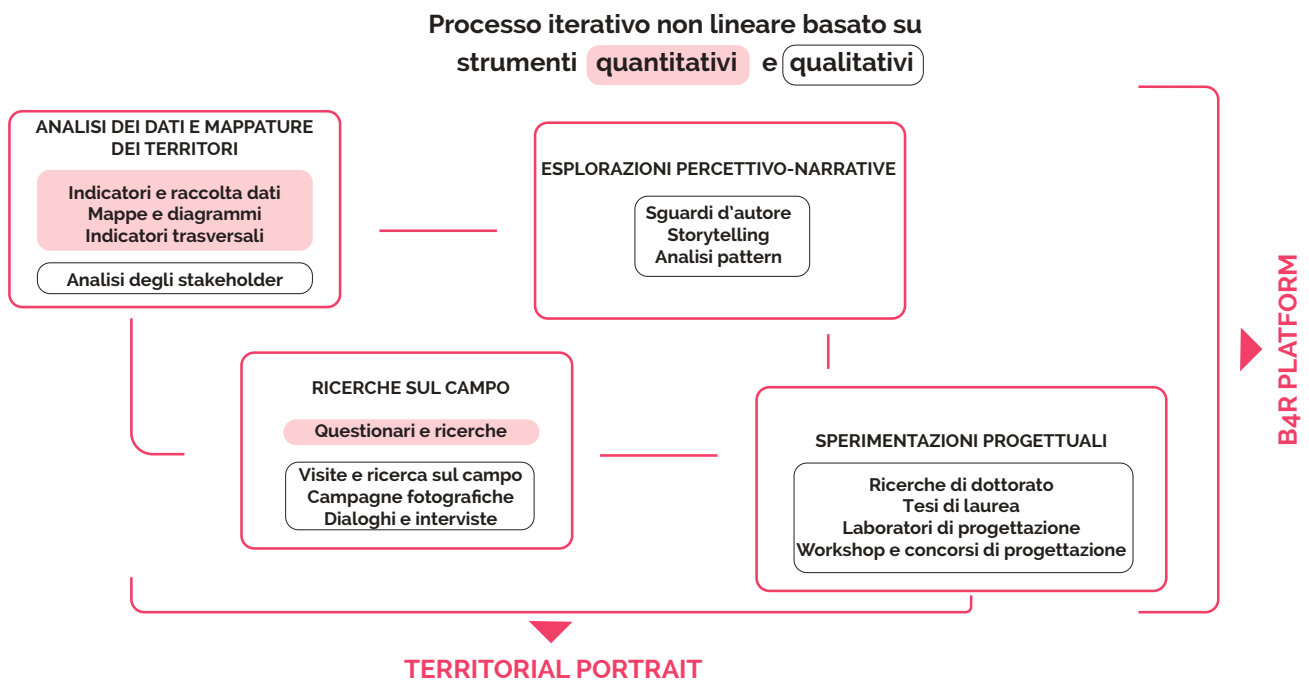 Processo iterativo non lineare basato su
strumenti quantitativi e qualitativi
ANALISI DEI DATI E MAPPATURE
DEI TERRITORI
Indicatori e raccolta dati
Mappe e diagrammi
Indicatori trasversali
Analisi degli stakeholder
ESPLORAZIONI PERCETTIVO-NARRATIVE
Sguardi d'autore
Storytelling
Analisi pattern
RICERCHE SUL CAMPO
Questionari e ricerche
Visite e ricerca sul campo
Campagne fotografiche
Dialoghi e interviste
SPERIMENTAZIONI PROGETTUALI
Ricerche di dottorato
Tesi di laurea
Laboratori di progettazione
Workshop e concorsi di progettazione
B4R PLATFORM
TERRITORIAL PORTRAIT